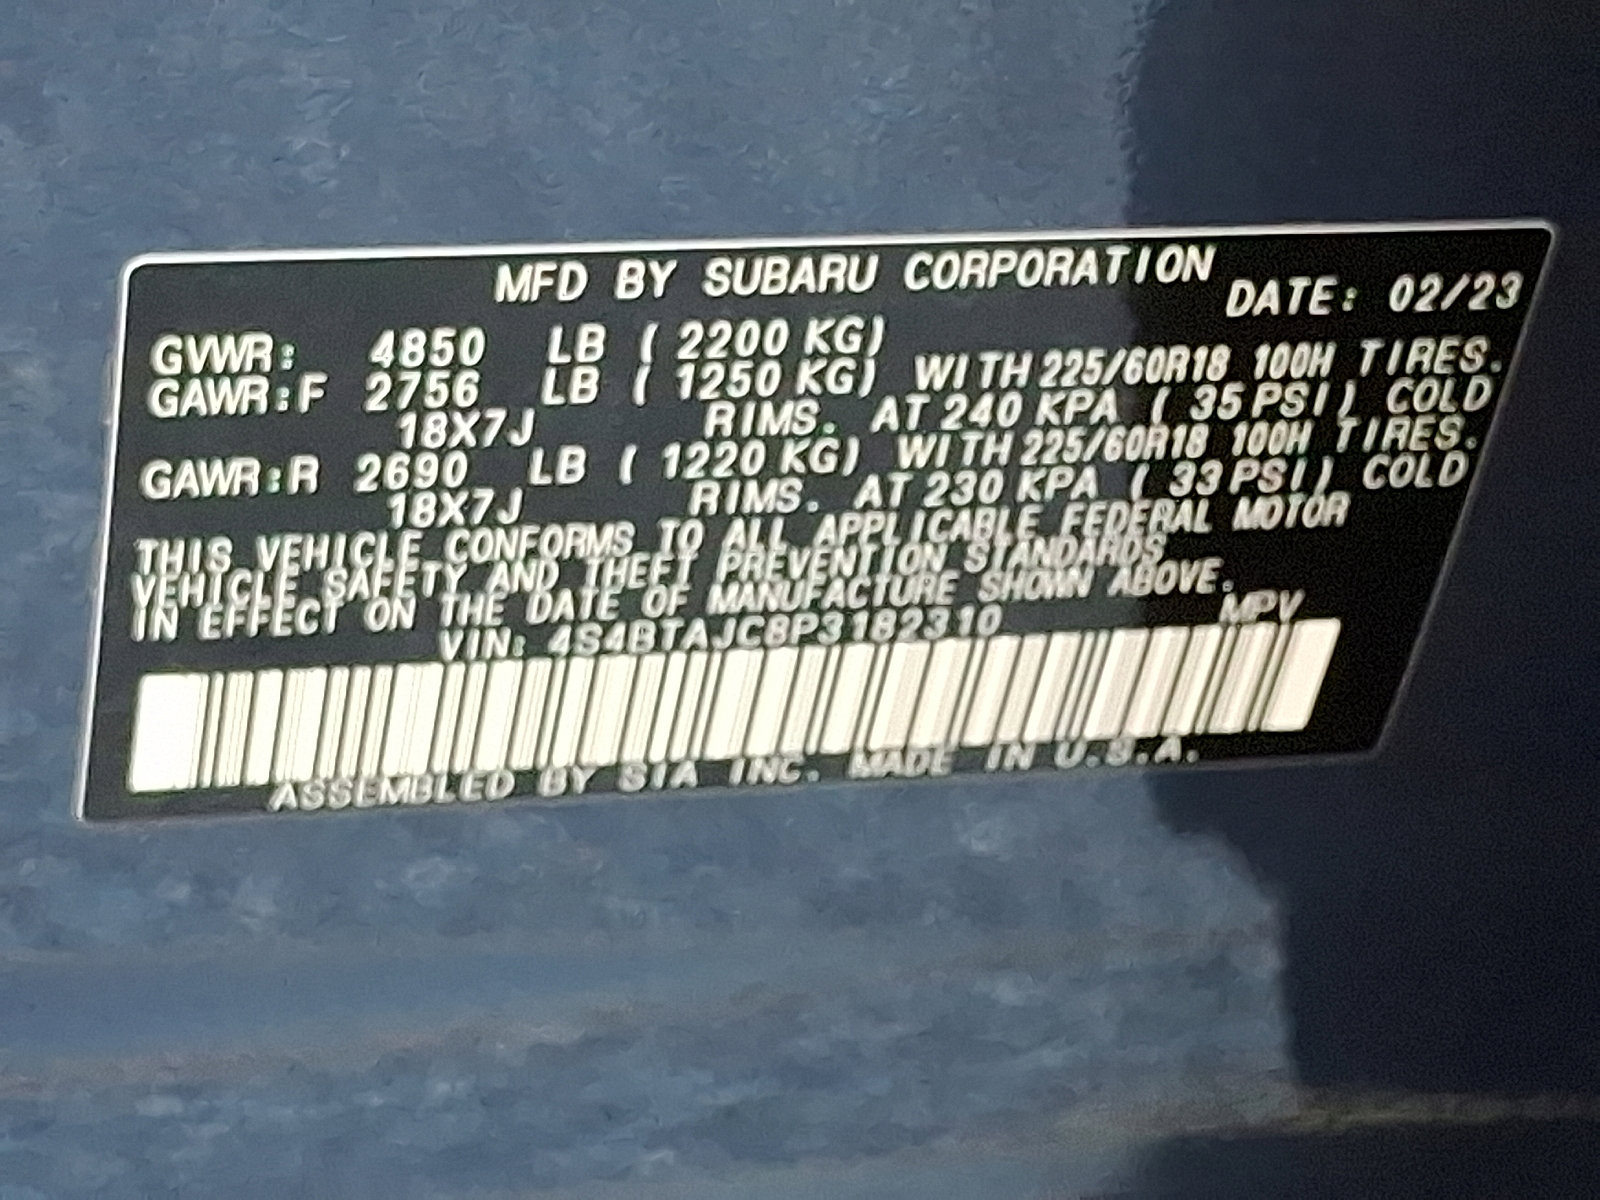 MFD BY SUBARU CORPORATION
DATE: 02/23
GVWR: 4850 LB ( 2200 KG)
GAWR:F 2756 LB ( 1250 KG) WITH 225/60R18 100H TIRES.
18X7J RIMS. AT 240 KPA ( 35 PSI) COLD
GAWR:R 2690 LB ( 1220 KG) WITH 225/60R18 100H TIRES.
18X7J RIMS. AT 230 KPA ( 33 PSI) COLD
THIS VEHICLE CONFORMS TO ALL APPLICABLE FEDERAL MOTOR
VEHICLE SAFETY AND THEFT PREVENTION STANDARDS
IN EFFECT ON THE DATE OF MANUFACTURE SHOWN ABOVE.
VIN: 4S4BTAJC8P3182310 MPV
ASSEMBLED BY SIA INC. MADE IN U.S.A.